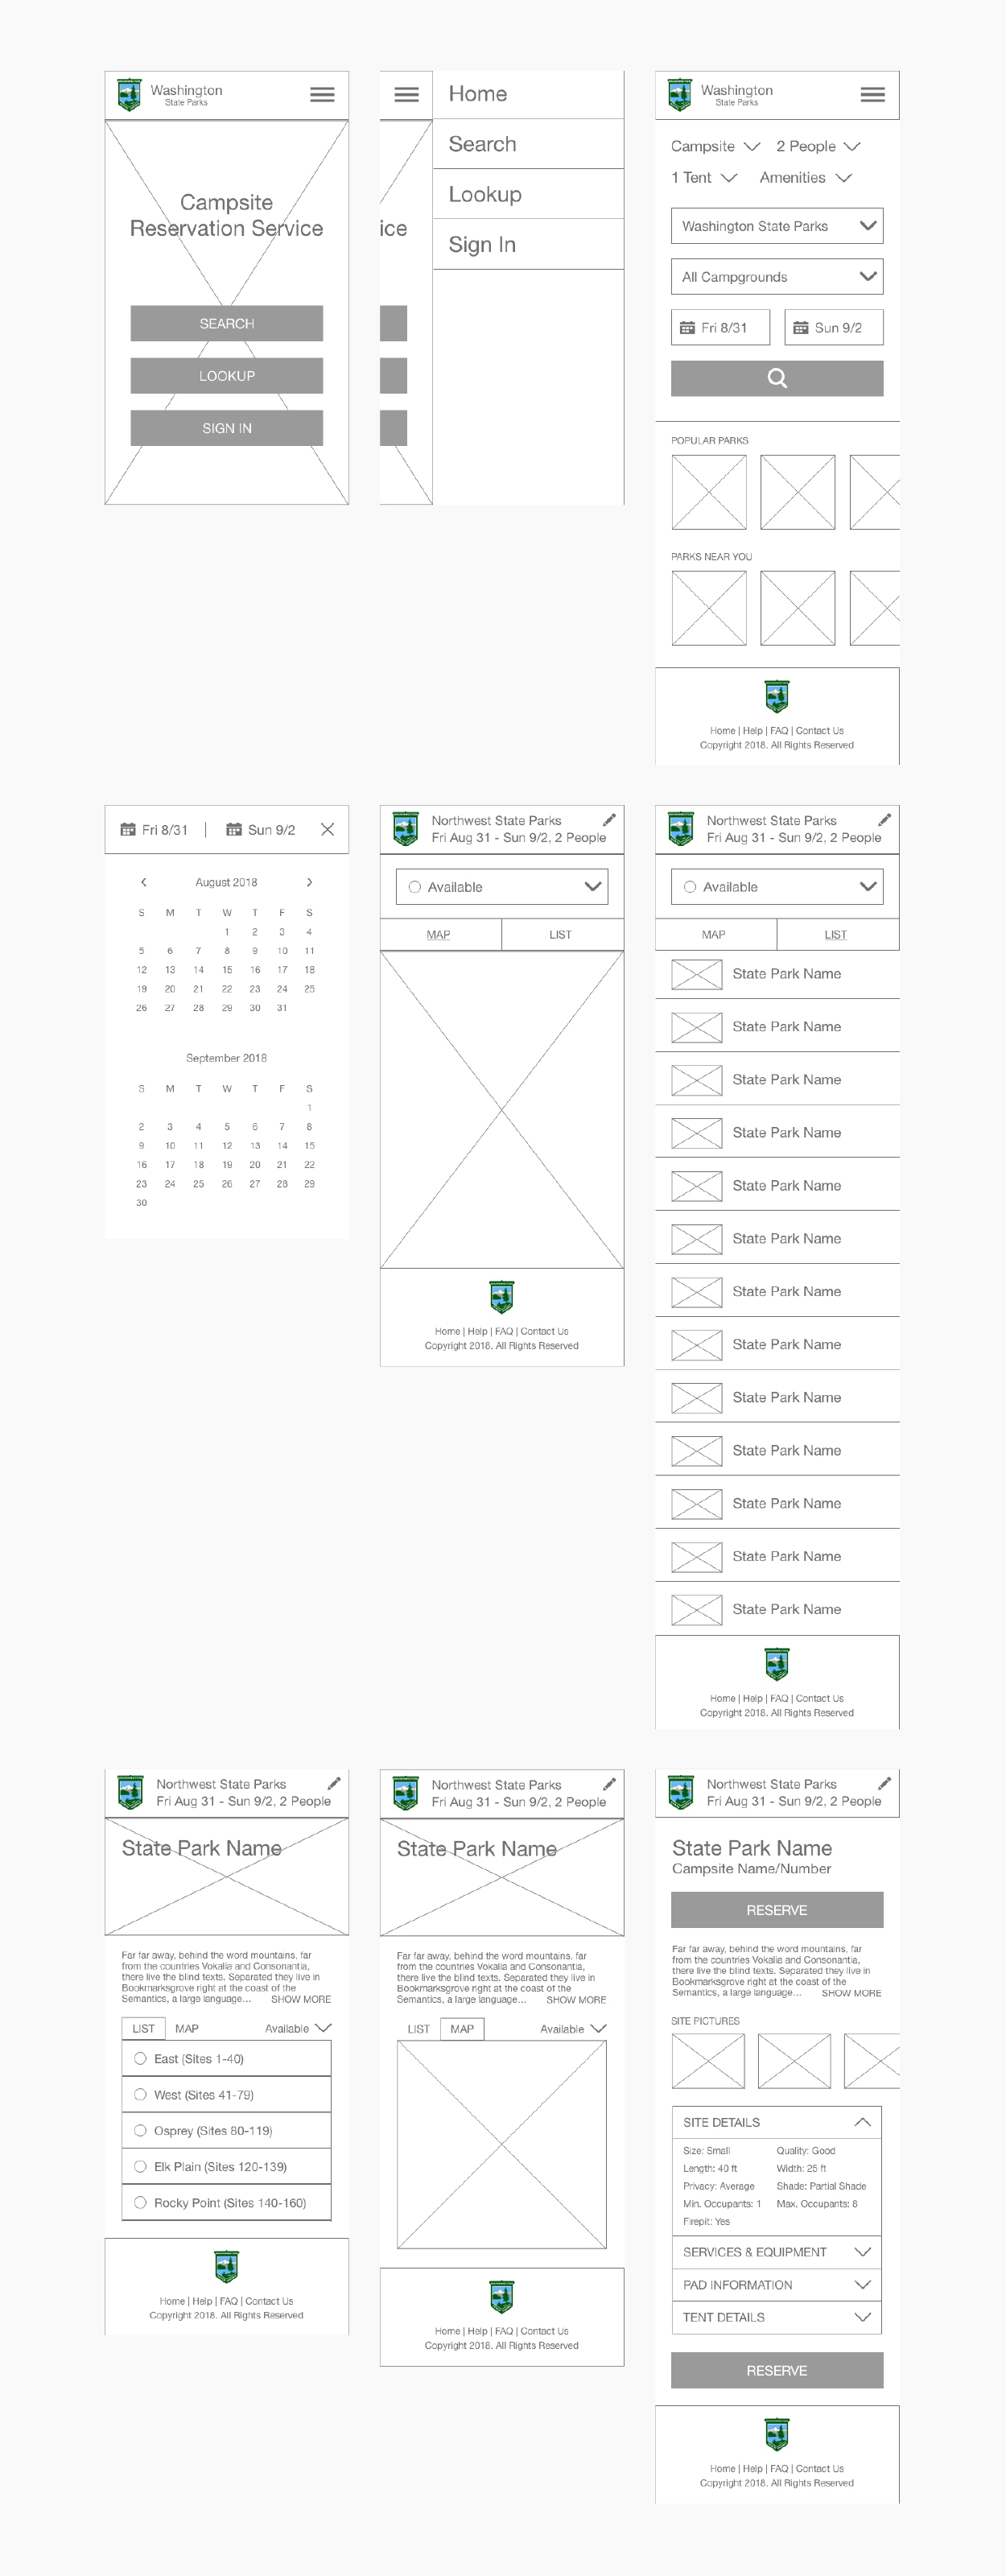 Washington
State Parks
Campsite
Reservation Service
SEARCH
LOOKUP
SIGN IN
ice
Home
Search
Lookup
Sign In
Washington
State Parks
Campsite 2 People
1 Tent Amenities
Washington State Parks
All Campgrounds
Fri 8/31 Sun 9/2
POPULAR PARKS
PARKS NEAR YOU
Home | Help | FAQ | Contact Us
Copyright 2018. All Rights Reserved
Fri 8/31 | Sun 9/2
August 2018
S M T W T F S
1 2 3 4
5 6 7 8 9 10 11
12 13 14 15 16 17 18
19 20 21 22 23 24 25
26 27 28 29 30 31
September 2018
S M T W T F S
1
2 3 4 5 6 7 8
9 10 11 12 13 14 15
16 17 18 19 20 21 22
23 24 25 26 27 28 29
30
Northwest State Parks
Fri Aug 31 - Sun 9/2, 2 People
Available
MAP LIST
Home | Help | FAQ | Contact Us
Copyright 2018. All Rights Reserved
Northwest State Parks
Fri Aug 31 - Sun 9/2, 2 People
Available
MAP LIST
State Park Name
State Park Name
State Park Name
State Park Name
State Park Name
State Park Name
State Park Name
State Park Name
State Park Name
State Park Name
State Park Name
State Park Name
State Park Name
Home | Help | FAQ | Contact Us
Copyright 2018. All Rights Reserved
Northwest State Parks
Fri Aug 31 - Sun 9/2, 2 People
State Park Name
Far far away, behind the word mountains, far
from the countries Vokalia and Consonantia,
there live the blind texts. Separated they live in
Bookmarksgrove right at the coast of the
Semantics, a large language... SHOW MORE
LIST MAP Available
East (Sites 1-40)
West (Sites 41-79)
Osprey (Sites 80-119)
Elk Plain (Sites 120-139)
Rocky Point (Sites 140-160)
Home | Help | FAQ | Contact Us
Copyright 2018. All Rights Reserved
Northwest State Parks
Fri Aug 31 - Sun 9/2, 2 People
State Park Name
Far far away, behind the word mountains, far
from the countries Vokalia and Consonantia,
there live the blind texts. Separated they live in
Bookmarksgrove right at the coast of the
Semantics, a large language... SHOW MORE
LIST MAP Available
Home | Help | FAQ | Contact Us
Copyright 2018. All Rights Reserved
Northwest State Parks
Fri Aug 31 - Sun 9/2, 2 People
State Park Name
Campsite Name/Number
RESERVE
Far far away, behind the word mountains, far
from the countries Vokalia and Consonantia,
there live the blind texts. Separated they live in
Bookmarksgrove right at the coast of the
Semantics, a large language... SHOW MORE
SITE PICTURES
SITE DETAILS
Size: Small Quality: Good
Length: 40 ft Width: 25 ft
Privacy: Average Shade: Partial Shade
Min. Occupants: 1 Max. Occupants: 8
Firepit: Yes
SERVICES & EQUIPMENT
PAD INFORMATION
TENT DETAILS
RESERVE
Home | Help | FAQ | Contact Us
Copyright 2018. All Rights Reserved